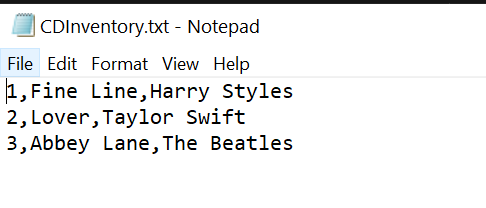 CDInventory.txt - Notepad
File Edit Format View Help
1,Fine Line,Harry Styles
2,Lover,Taylor Swift
3,Abbey Lane,The Beatles